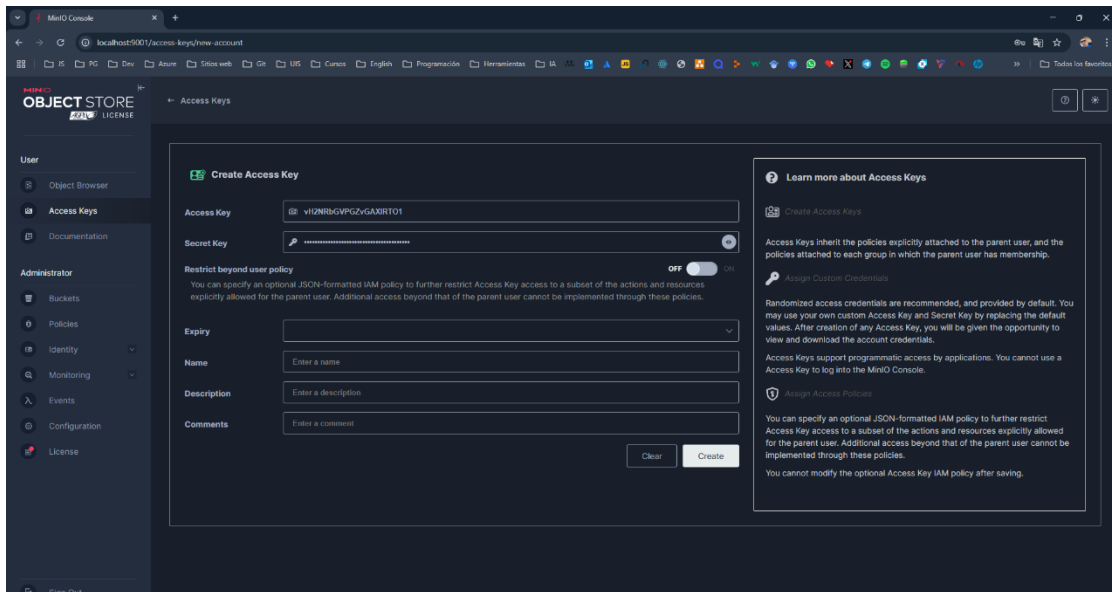 MinIO Console
localhost:9001/access-keys/new-account
JS PG Dev Azure Sitios web Git UIS Cursos English Programación Herramientas IA Todos los favoritos
MINIO
OBJECT STORE
LICENSE
← Access Keys
User
Object Browser
Access Keys
Documentation
Administrator
Buckets
Policies
Identity
Monitoring
Events
Configuration
License
Sign Out
Create Access Key
Access Key
Secret Key
Restrict beyond user policy
OFF ON
You can specify an optional JSON-formatted IAM policy to further restrict Access Key access to a subset of the actions and resources
explicitly allowed for the parent user. Additional access beyond that of the parent user cannot be implemented through these policies.
Expiry
Name Enter a name
Description Enter a description
Comments Enter a comment
Clear Create
Learn more about Access Keys
Create Access Keys
Access Keys inherit the policies explicitly attached to the parent user, and the
policies attached to each group in which the parent user has membership.
Assign Custom Credentials
Randomized access credentials are recommended, and provided by default. You
may use your own custom Access Key and Secret Key by replacing the default
values. After creation of any Access Key, you will be given the opportunity to
view and download the account credentials.
Access Keys support programmatic access by applications. You cannot use a
Access Key to log into the MinIO Console.
Assign Access Policies
You can specify an optional JSON-formatted IAM policy to further restrict
Access Key access to a subset of the actions and resources explicitly allowed
for the parent user. Additional access beyond that of the parent user cannot be
implemented through these policies.
You cannot modify the optional Access Key IAM policy after saving.